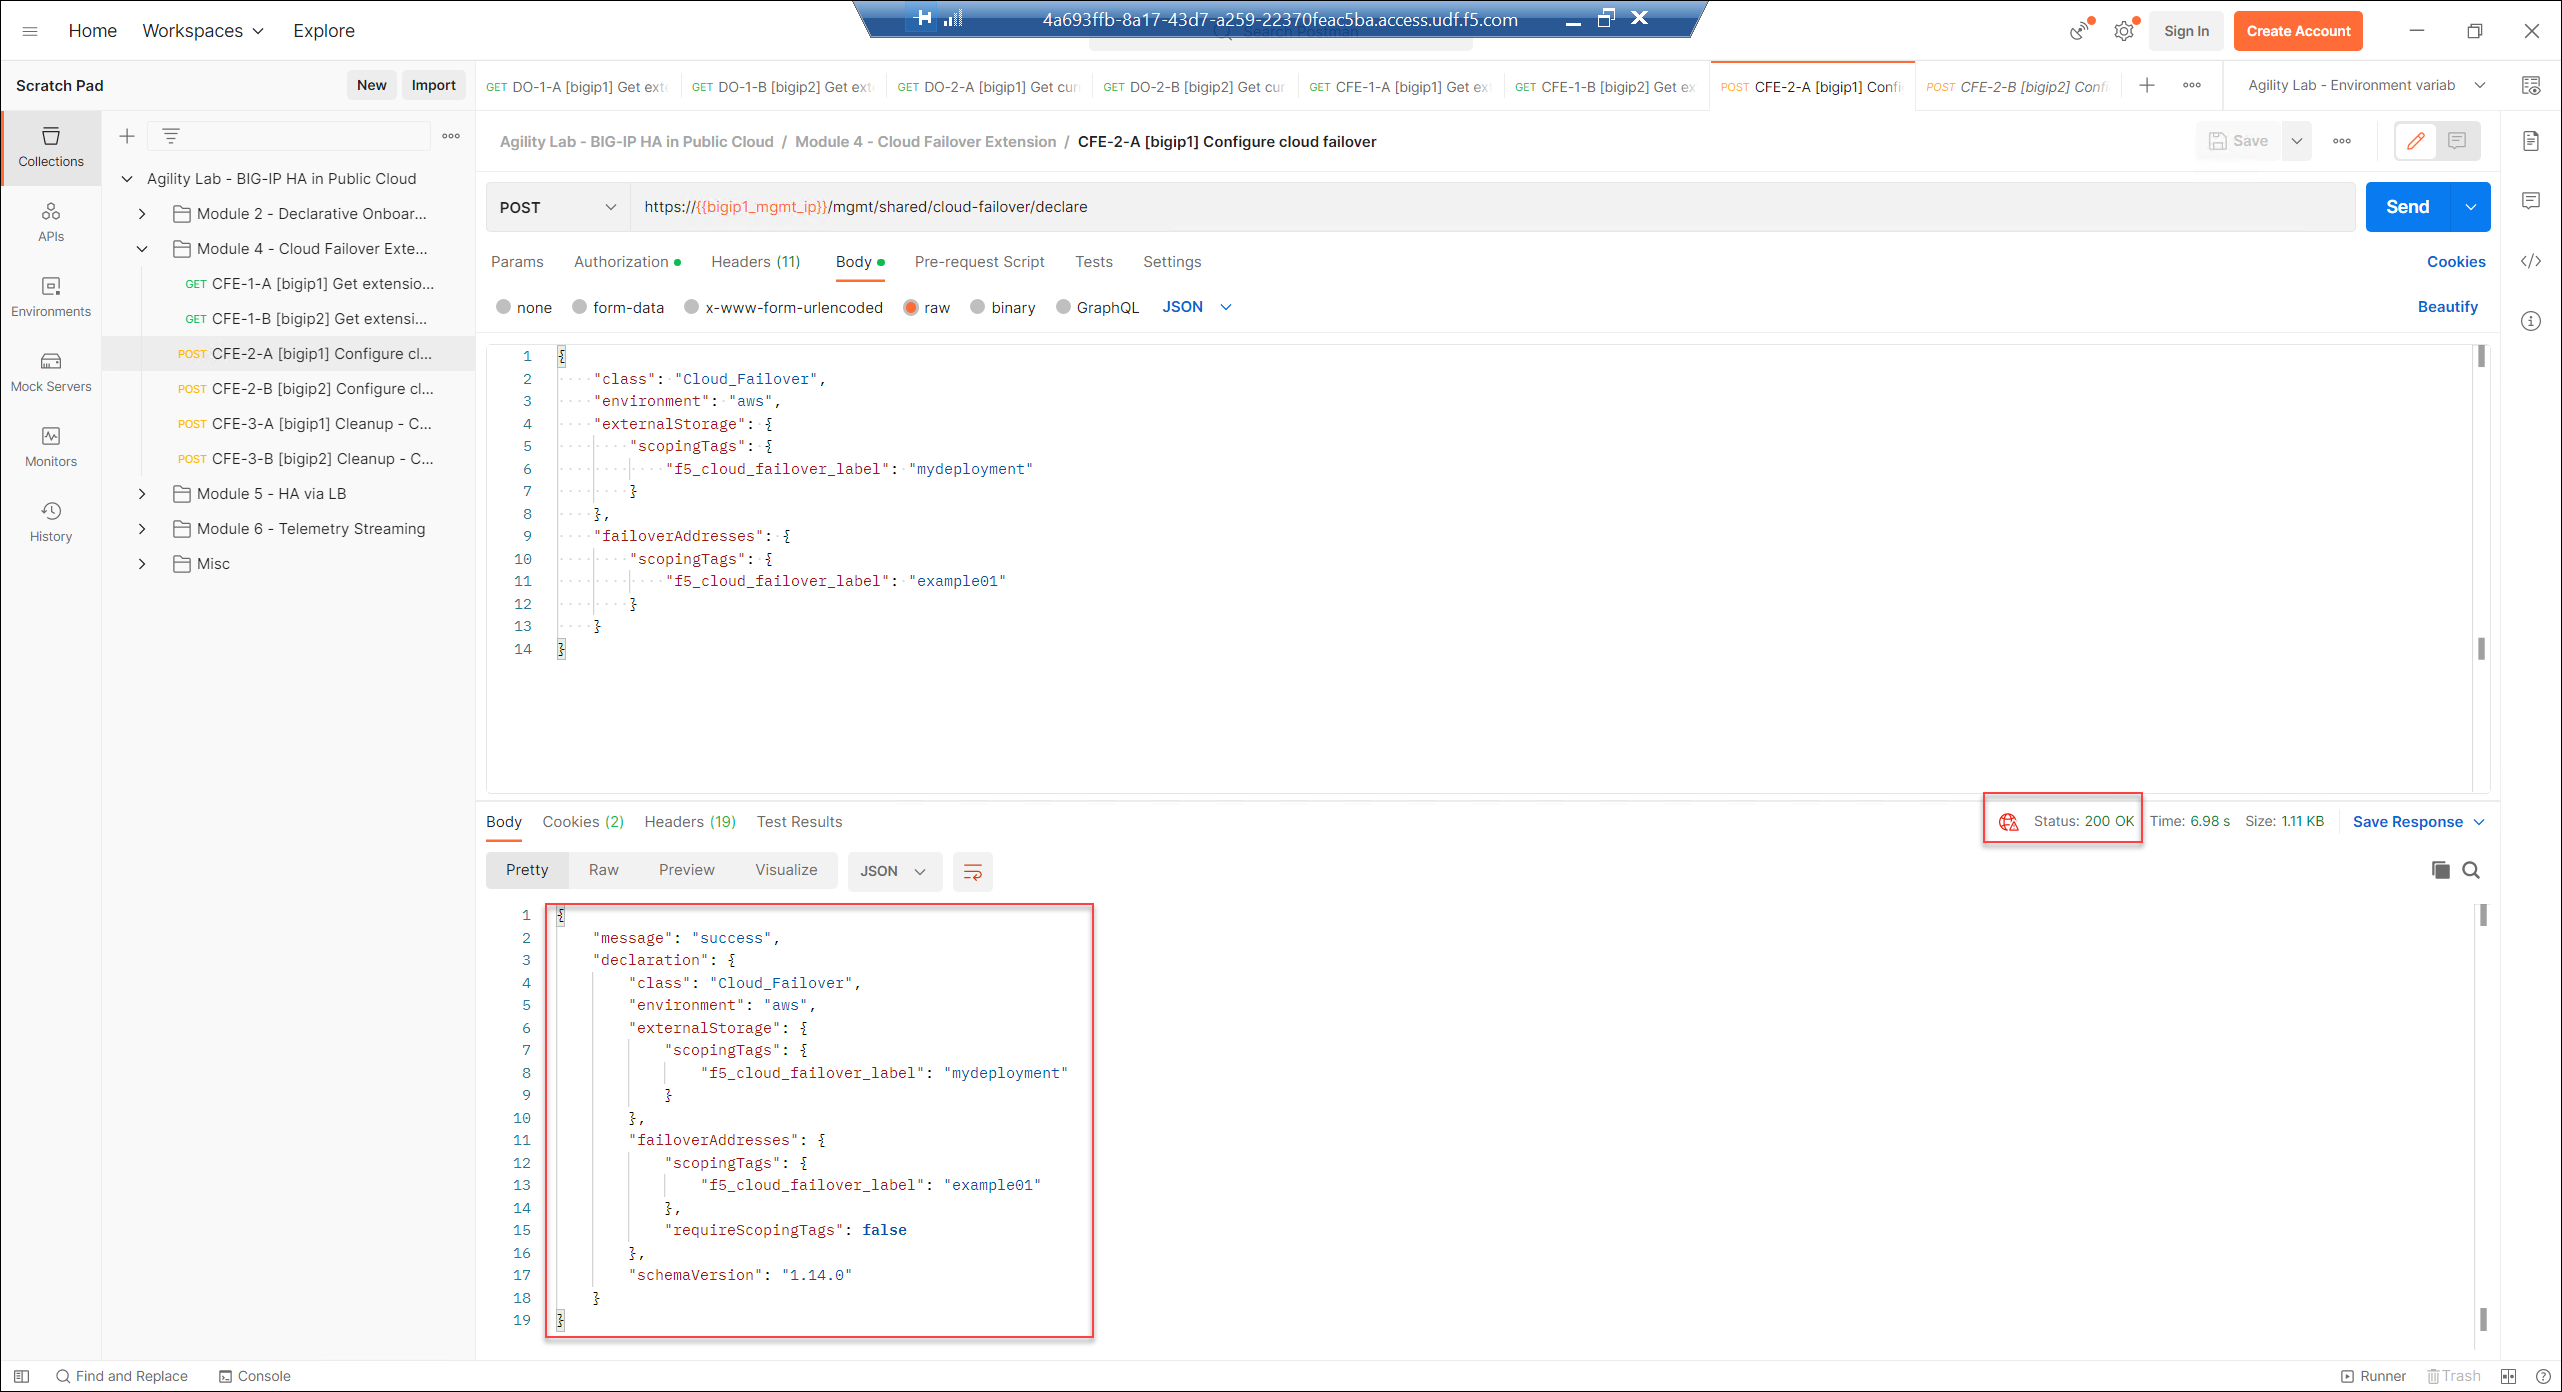 4a693ffb-8a17-43d7-a259-22370feac5ba.access.udf.f5.com
Home Workspaces Explore Search Postman Sign In Create Account
Scratch Pad New Import
GET DO-1-A [bigip1] Get ext
GET DO-1-B [bigip2] Get ext
GET DO-2-A [bigip1] Get cur
GET DO-2-B [bigip2] Get cur
GET CFE-1-A [bigip1] Get ex
GET CFE-1-B [bigip2] Get ex
POST CFE-2-A [bigip1] Confi
POST CFE-2-B [bigip2] Confi
Agility Lab - Environment variab
Collections
APIs
Environments
Mock Servers
Monitors
History
Agility Lab - BIG-IP HA in Public Cloud
Module 2 - Declarative Onboar...
Module 4 - Cloud Failover Exte...
GET CFE-1-A [bigip1] Get extensio...
GET CFE-1-B [bigip2] Get extensi...
POST CFE-2-A [bigip1] Configure cl...
POST CFE-2-B [bigip2] Configure cl...
POST CFE-3-A [bigip1] Cleanup - C...
POST CFE-3-B [bigip2] Cleanup - C...
Module 5 - HA via LB
Module 6 - Telemetry Streaming
Misc
Agility Lab - BIG-IP HA in Public Cloud / Module 4 - Cloud Failover Extension / CFE-2-A [bigip1] Configure cloud failover
Save
POST https://{{bigip1_mgmt_ip}}/mgmt/shared/cloud-failover/declare Send
Params Authorization Headers (11) Body Pre-request Script Tests Settings Cookies
none form-data x-www-form-urlencoded raw binary GraphQL JSON Beautify
1 {
2 "class": "Cloud_Failover",
3 "environment": "aws",
4 "externalStorage": {
5 "scopingTags": {
6 "f5_cloud_failover_label": "mydeployment"
7 }
8 },
9 "failoverAddresses": {
10 "scopingTags": {
11 "f5_cloud_failover_label": "example01"
12 }
13 }
14 }
Body Cookies (2) Headers (19) Test Results Status: 200 OK Time: 6.98 s Size: 1.11 KB Save Response
Pretty Raw Preview Visualize JSON
1 {
2 "message": "success",
3 "declaration": {
4 "class": "Cloud_Failover",
5 "environment": "aws",
6 "externalStorage": {
7 "scopingTags": {
8 "f5_cloud_failover_label": "mydeployment"
9 }
10 },
11 "failoverAddresses": {
12 "scopingTags": {
13 "f5_cloud_failover_label": "example01"
14 },
15 "requireScopingTags": false
16 },
17 "schemaVersion": "1.14.0"
18 }
19 }
Find and Replace Console Runner Trash